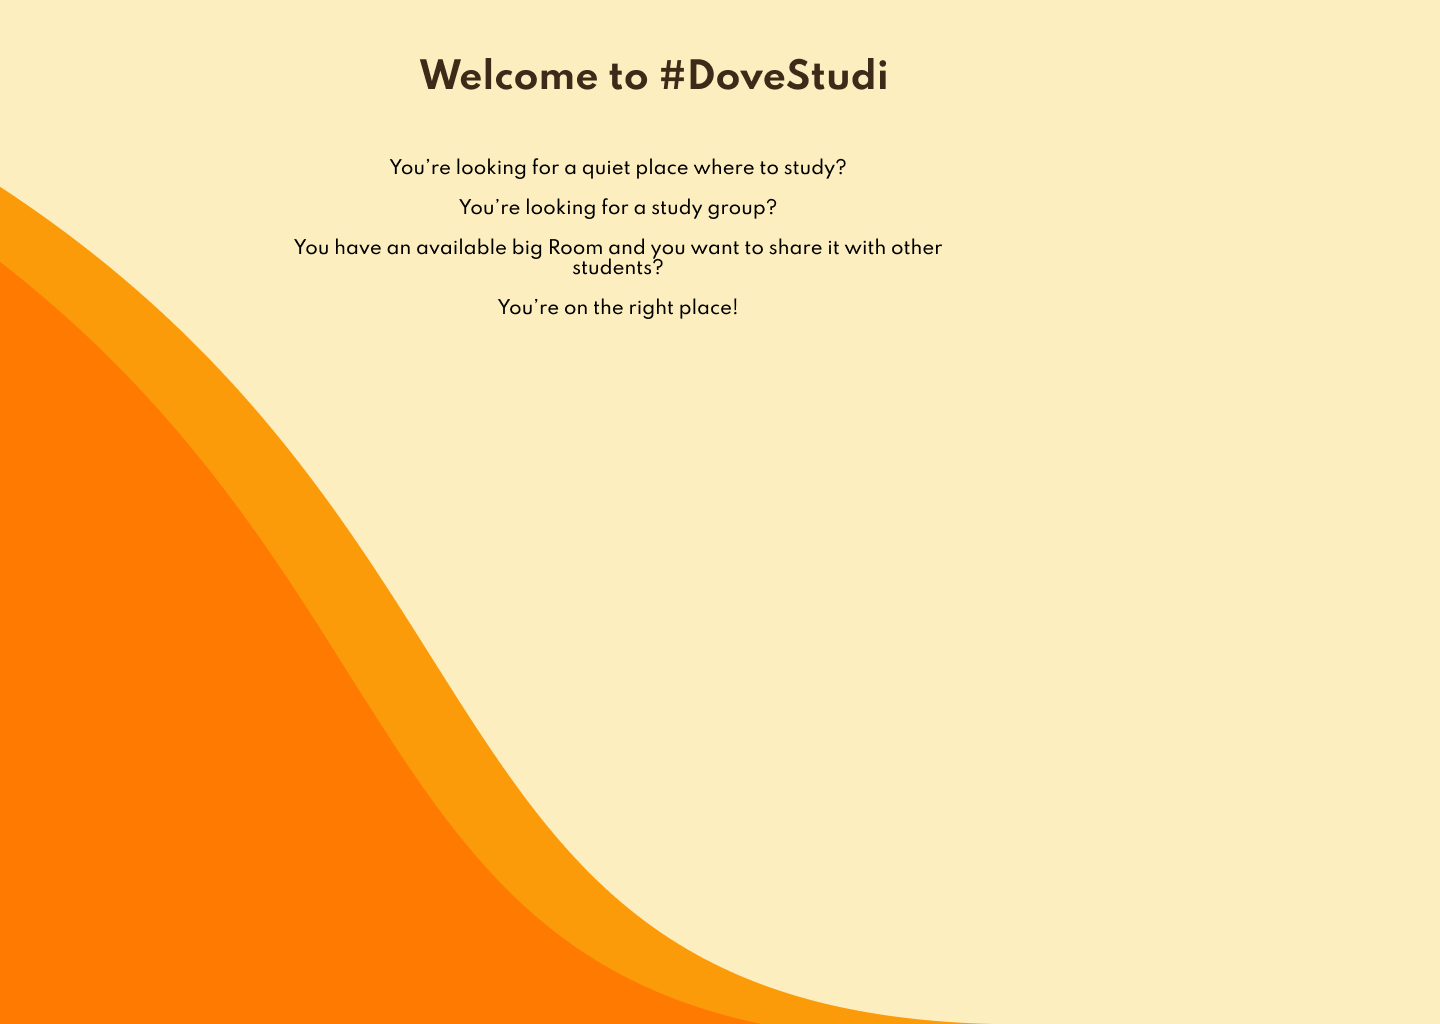 Welcome to #DoveStudi
You’re looking for a quiet place where to study?
You’re looking for a study group?
You have an available big Room and you want to share it with other
students?
You’re on the right place!